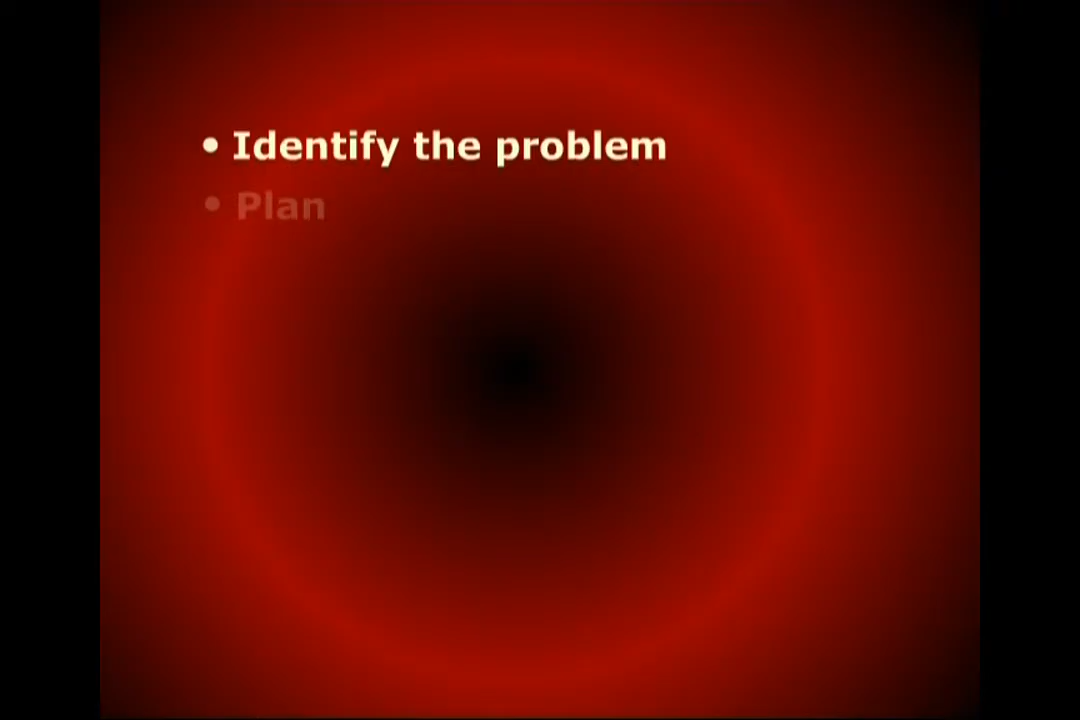 • Identify the problem
• Plan